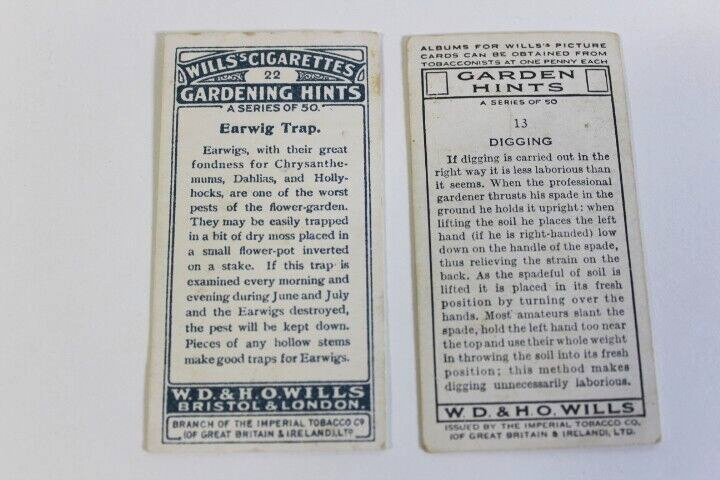 WILLS'S CIGARETTES
22
GARDENING HINTS
A SERIES OF 50.
Earwig Trap.
Earwigs, with their great
fondness for Chrysanthe-
mums, Dahlias, and Holly-
hocks, are one of the worst
pests of the flower-garden.
They may be easily trapped
in a bit of dry moss placed in
a small flower-pot inverted
on a stake. If this trap is
examined every morning and
evening during June and July
and the Earwigs destroyed,
the pest will be kept down.
Pieces of any hollow stems
make good traps for Earwigs.
W.D. & H.O. WILLS
BRISTOL & LONDON.
BRANCH OF THE IMPERIAL TOBACCO Co
(OF GREAT BRITAIN & IRELAND), LTD
ALBUMS FOR WILLS'S PICTURE
CARDS CAN BE OBTAINED FROM
TOBACCONISTS AT ONE PENNY EACH
GARDEN
HINTS
A SERIES OF 50
13
DIGGING
If digging is carried out in the
right way it is less laborious than
it seems. When the professional
gardener thrusts his spade in the
ground he holds it upright: when
lifting the soil he places the left
hand (if he is right-handed) low
down on the handle of the spade,
thus relieving the strain on the
back. As the spadeful of soil is
lifted it is placed in its fresh
position by turning over the
hands. Most amateurs slant the
spade, hold the left hand too near
the top and use their whole weight
in throwing the soil into its fresh
position; this method makes
digging unnecessarily laborious.
W. D. & H. O. WILLS
ISSUED BY THE IMPERIAL TOBACCO CO.
(OF GREAT BRITAIN & IRELAND), LTD.